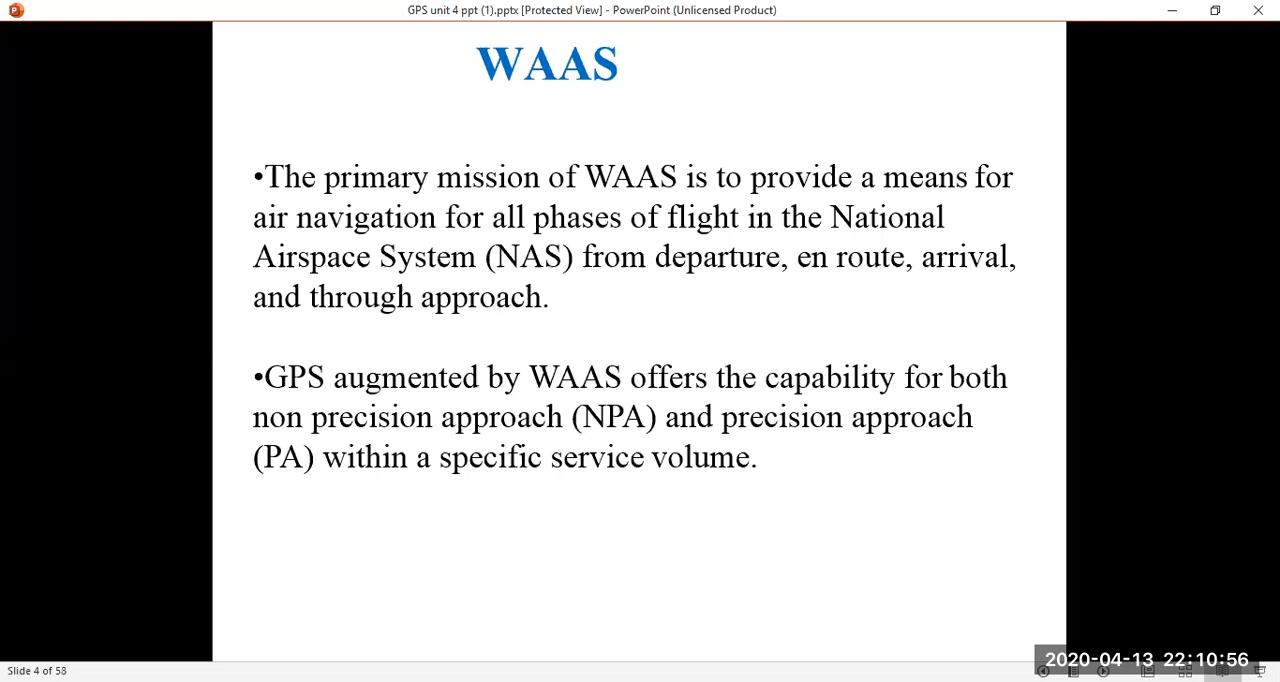 GPS unit 4 ppt (1).pptx [Protected View] - PowerPoint (Unlicensed Product)
WAAS
•The primary mission of WAAS is to provide a means for
air navigation for all phases of flight in the National
Airspace System (NAS) from departure, en route, arrival,
and through approach.
•GPS augmented by WAAS offers the capability for both
non precision approach (NPA) and precision approach
(PA) within a specific service volume.
2020-04-13 22:10:56
Slide 4 of 58